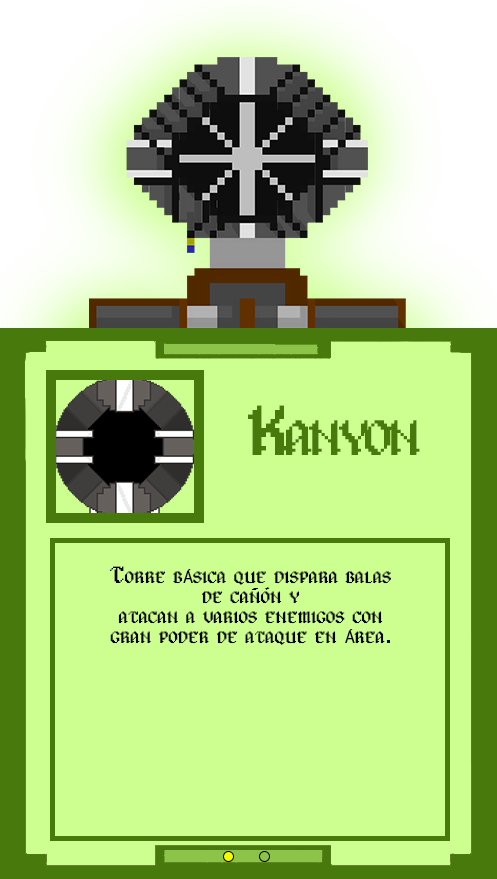 Kanyon
Torre básica que dispara balas
de cañón y
atacan a varios enemigos con
gran poder de ataque en área.